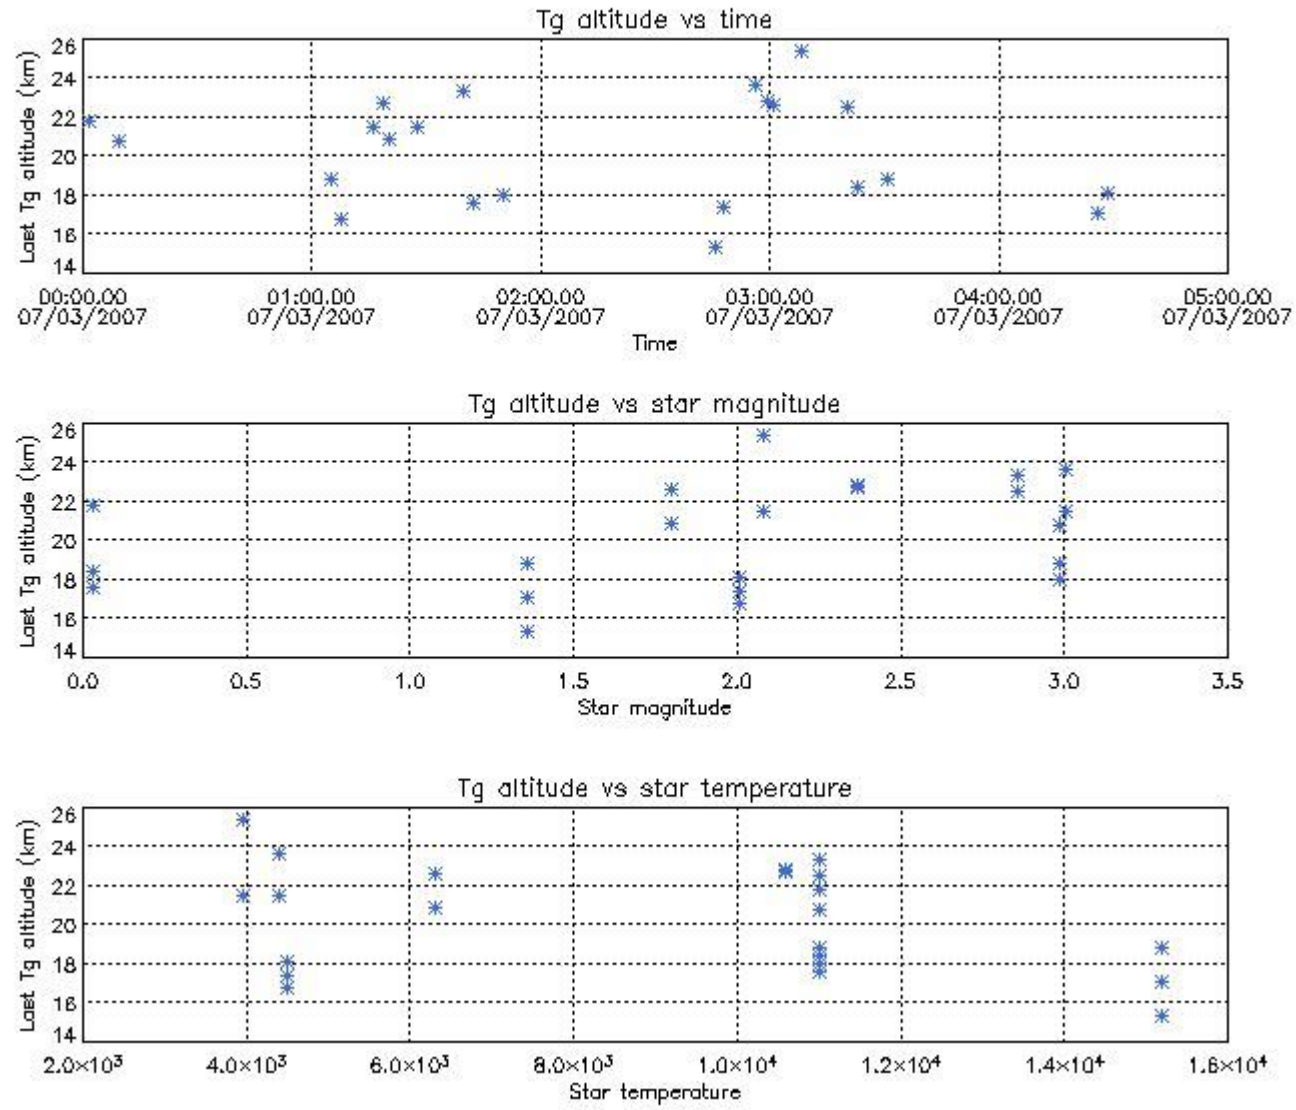 Tg altitude vs time
Last Tg altitude (km)
26
24
22
20
18
16
14
00:00.00 01:00.00 02:00.00 03:00.00 04:00.00 05:00.00
07/03/2007 07/03/2007 07/03/2007 07/03/2007 07/03/2007 07/03/2007
Time
Tg altitude vs star magnitude
Last Tg altitude (km)
26
24
22
20
18
16
14
0.0 0.5 1.0 1.5 2.0 2.5 3.0 3.5
Star magnitude
Tg altitude vs star temperature
Last Tg altitude (km)
26
24
22
20
18
16
14
2.0×10³ 4.0×10³ 6.0×10³ 8.0×10³ 1.0×10⁴ 1.2×10⁴ 1.4×10⁴ 1.6×10⁴
Star temperature